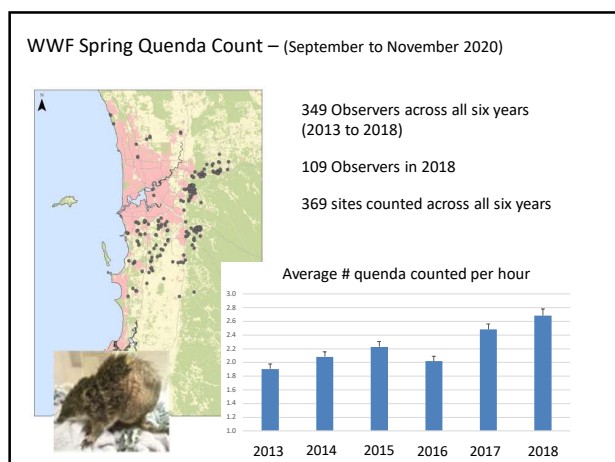 WWF Spring Quenda Count – (September to November 2020)
N
349 Observers across all six years
(2013 to 2018)
109 Observers in 2018
369 sites counted across all six years
Average # quenda counted per hour
3.0
2.8
2.6
2.4
2.2
2.0
1.8
1.6
1.4
1.2
1.0
2013 2014 2015 2016 2017 2018